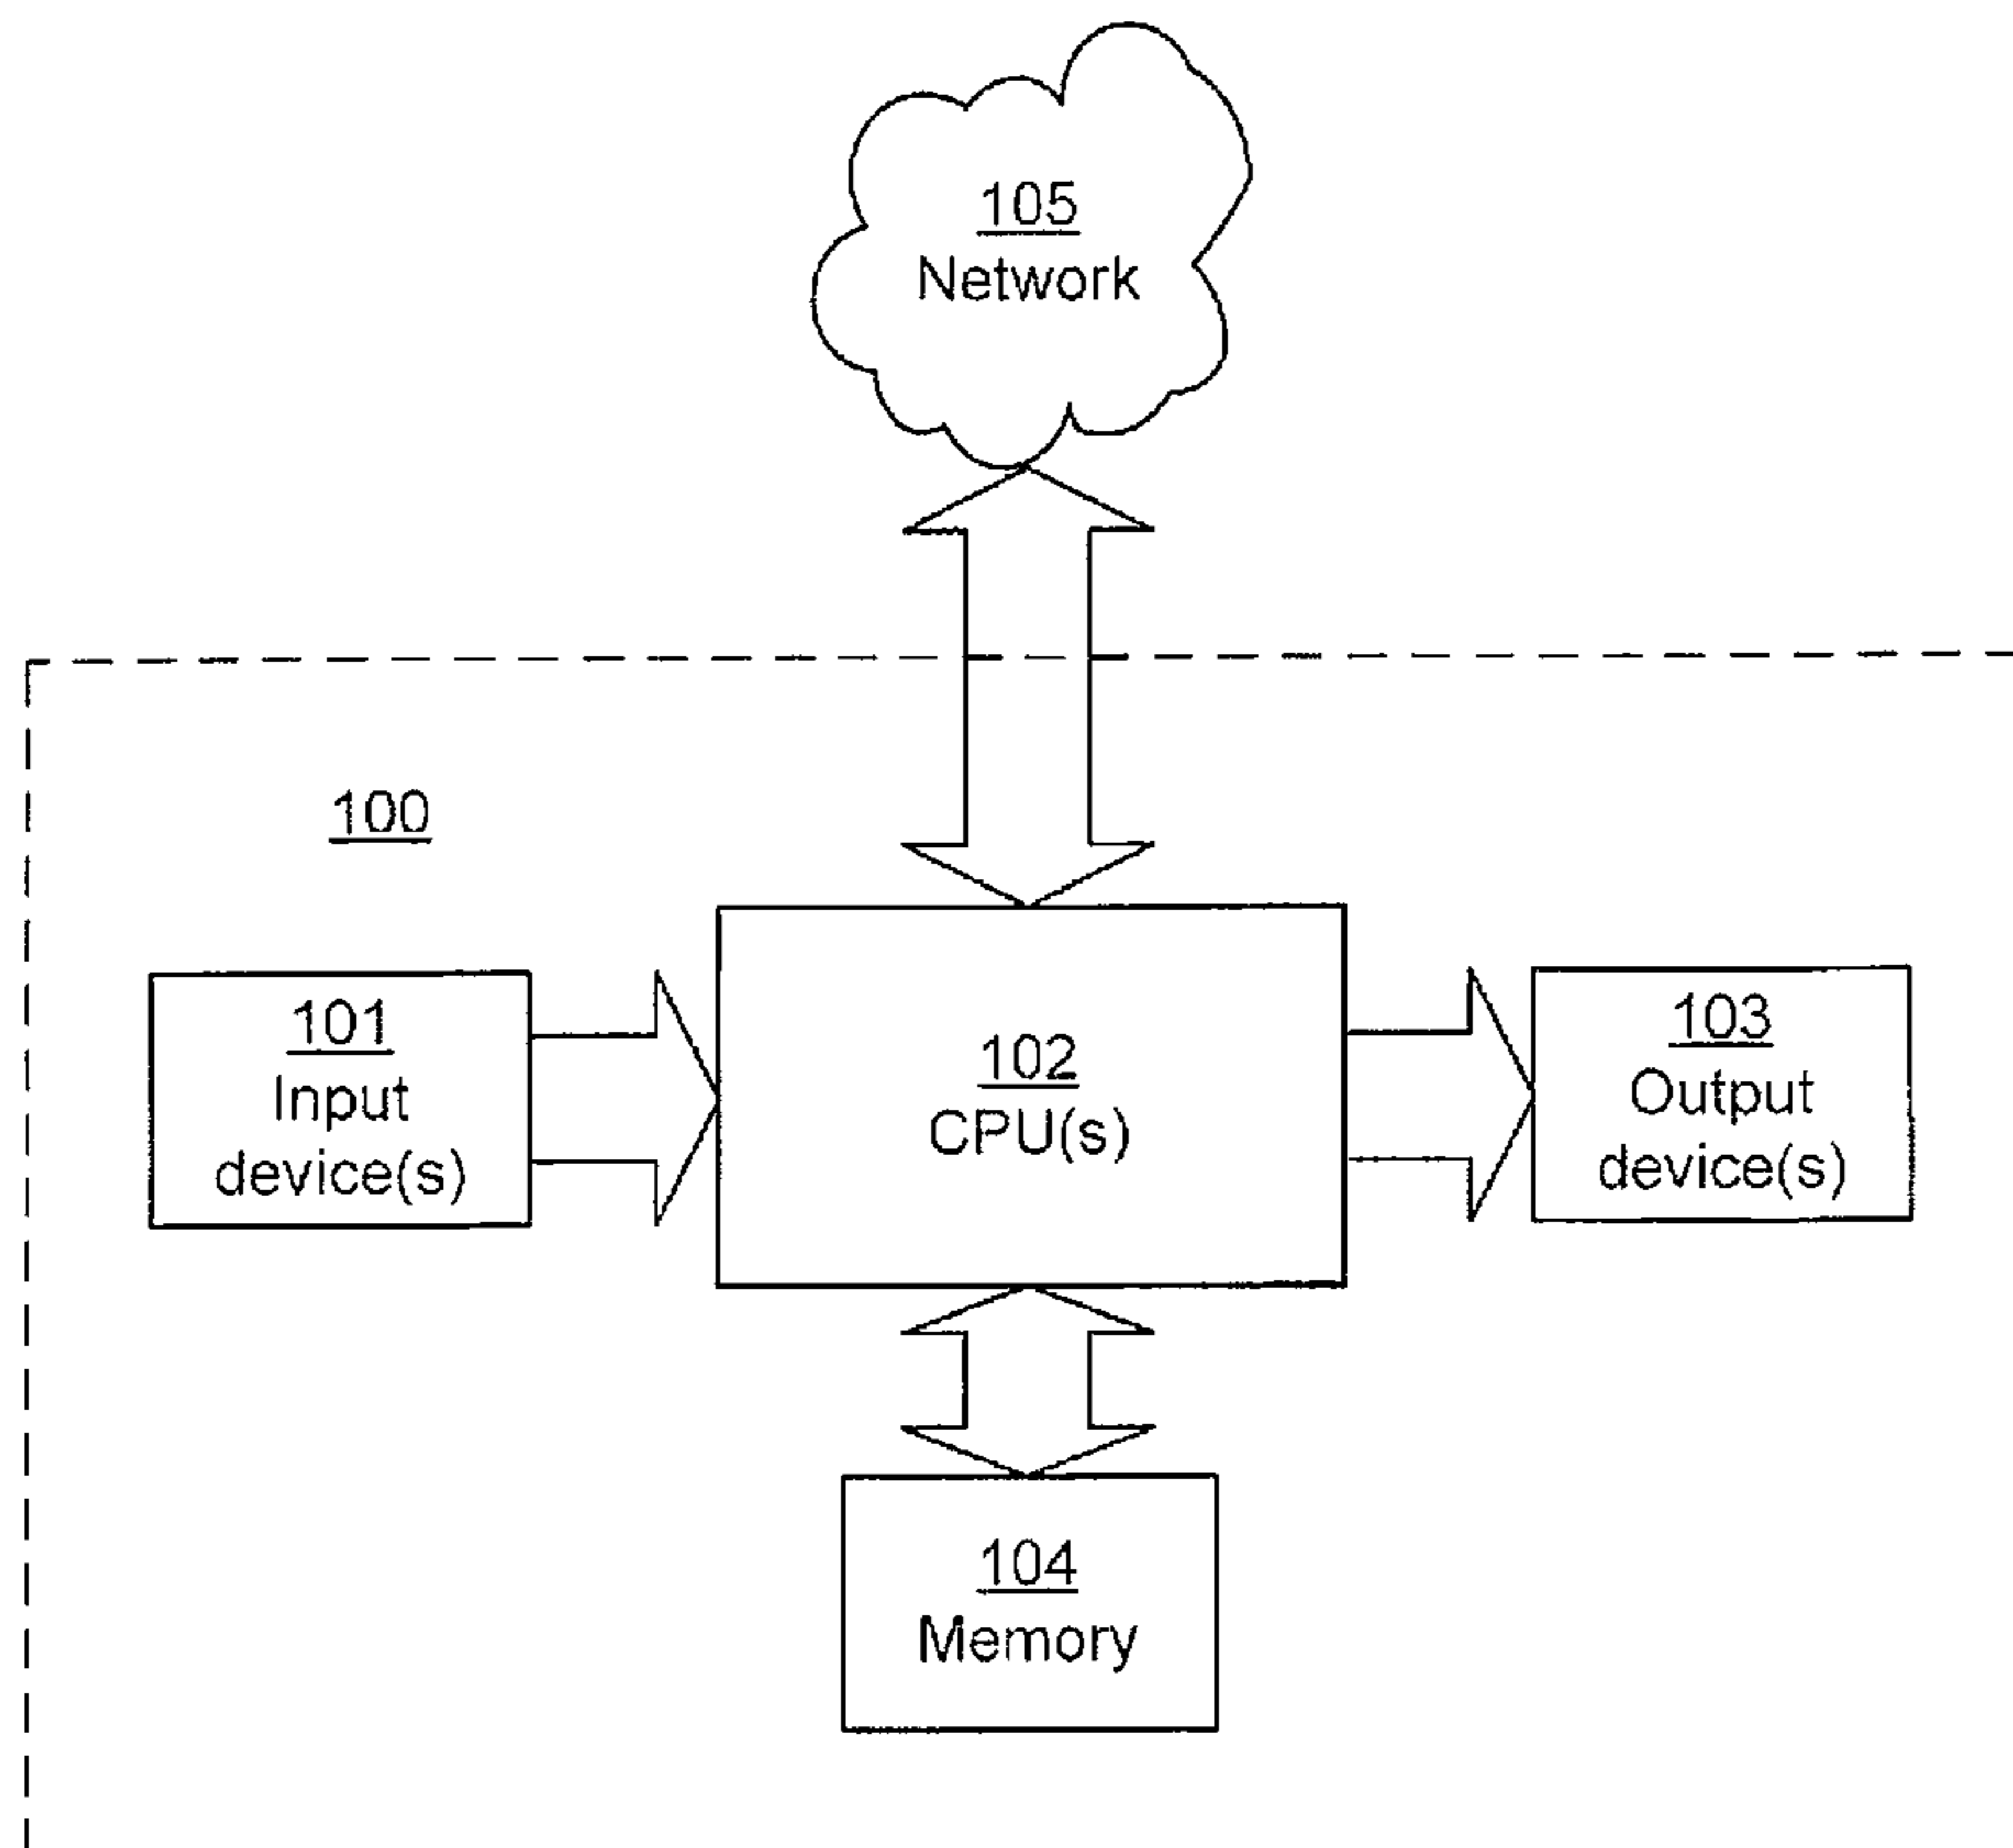 105
Network
100
101
Input
device(s)
102
CPU(s)
103
Output
device(s)
104
Memory